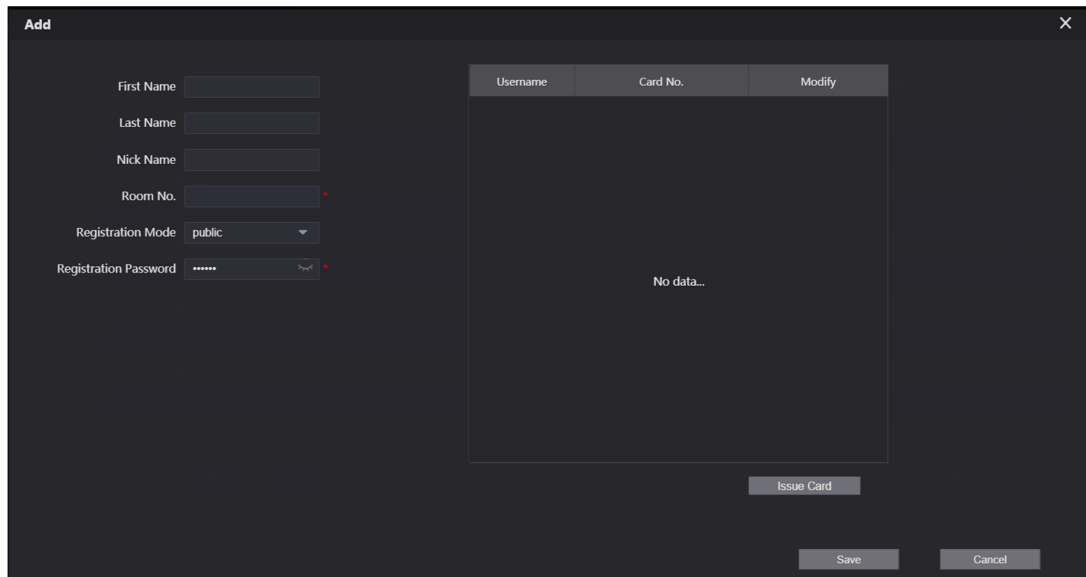 Add
First Name
Last Name
Nick Name
Room No. *
Registration Mode public
Registration Password •••••• *
Username Card No. Modify
No data...
Issue Card
Save Cancel